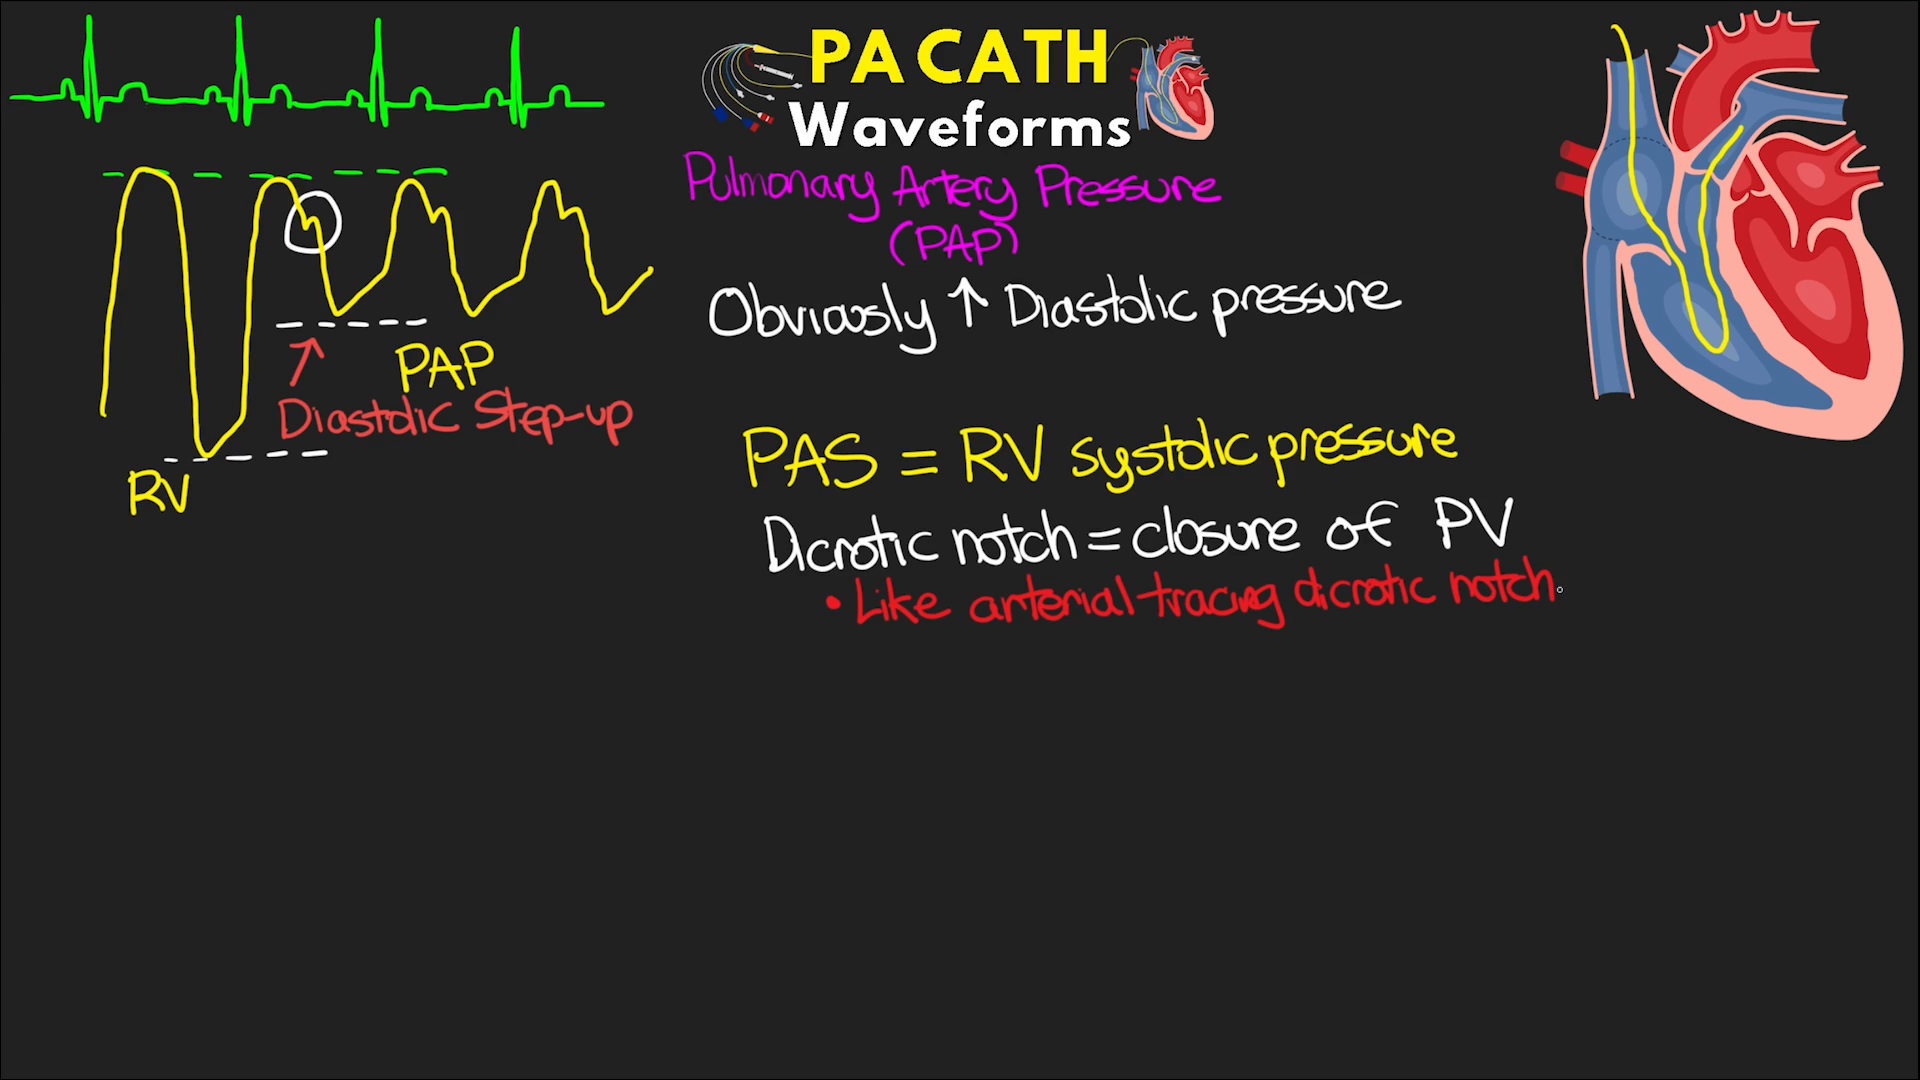 PA CATH
Waveforms
Pulmonary Artery Pressure
(PAP)
Obviously ↑ Diastolic pressure
PAP
Diastolic Step-up
RV
PAS = RV systolic pressure
Dicrotic notch = closure of PV
• Like arterial tracing dicrotic notch